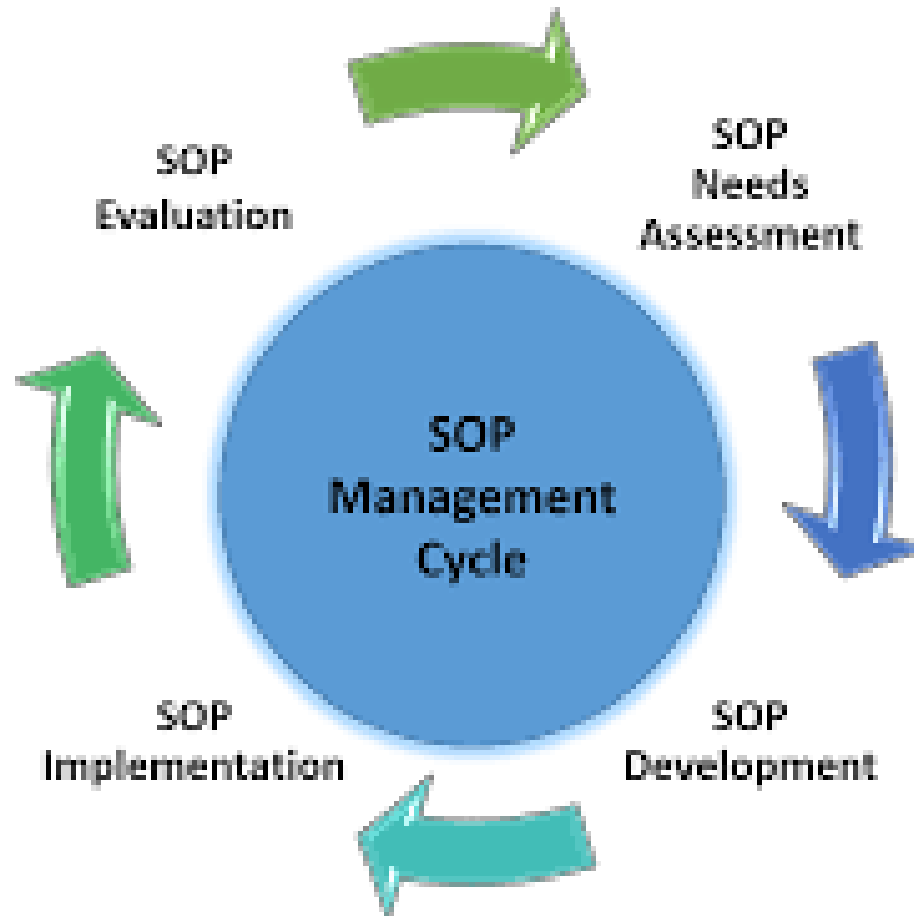 SOP
Evaluation
SOP
Needs
Assessment
SOP
Management
Cycle
SOP
Implementation
SOP
Development